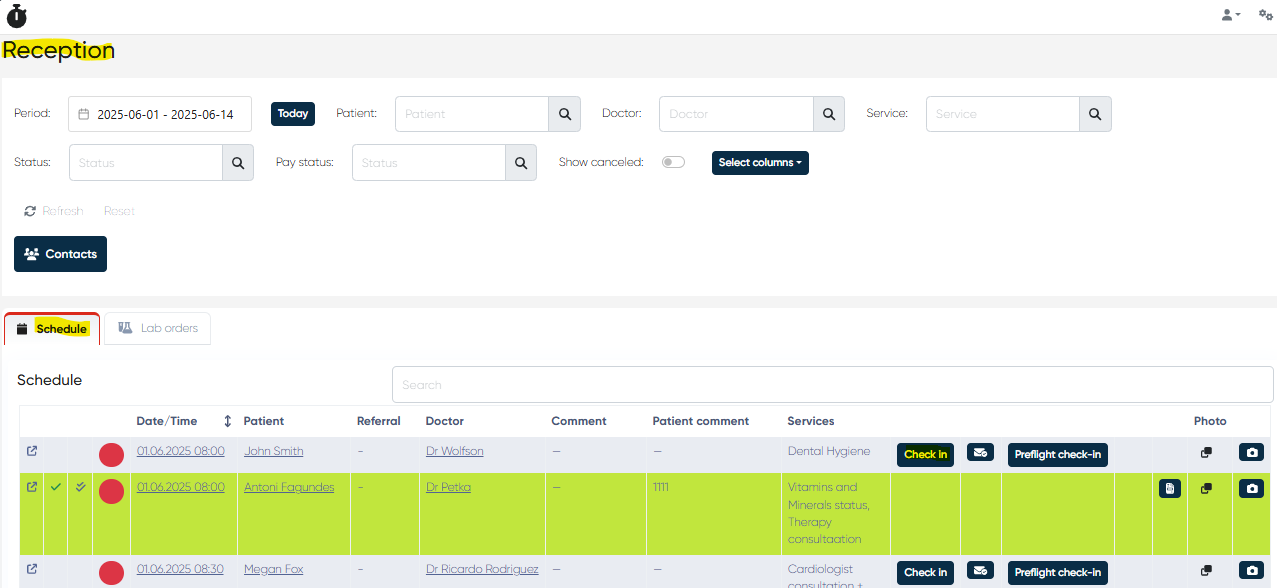 Reception
Period: 2025-06-01 - 2025-06-14 Today Patient: Patient Doctor: Doctor Service: Service
Status: Status Pay status: Status Show canceled: Select columns
Refresh Reset
Contacts
Schedule Lab orders
Schedule Search
Date/Time Patient Referral Doctor Comment Patient comment Services Photo
01.06.2025 08:00 John Smith – Dr Wolfson — — Dental Hygiene Check in Preflight check-in
01.06.2025 08:00 Antoni Fagundes – Dr Petka — 1111 Vitamins and
Minerals status,
Therapy
consultaation
01.06.2025 08:30 Megan Fox – Dr Ricardo Rodriguez — — Cardiologist Check in Preflight check-in
consultation +